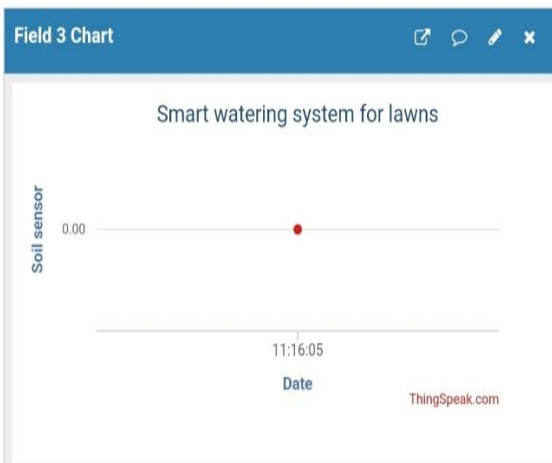 Field 3 Chart
Smart watering system for lawns
Soil sensor
0.00
11:16:05
Date
ThingSpeak.com